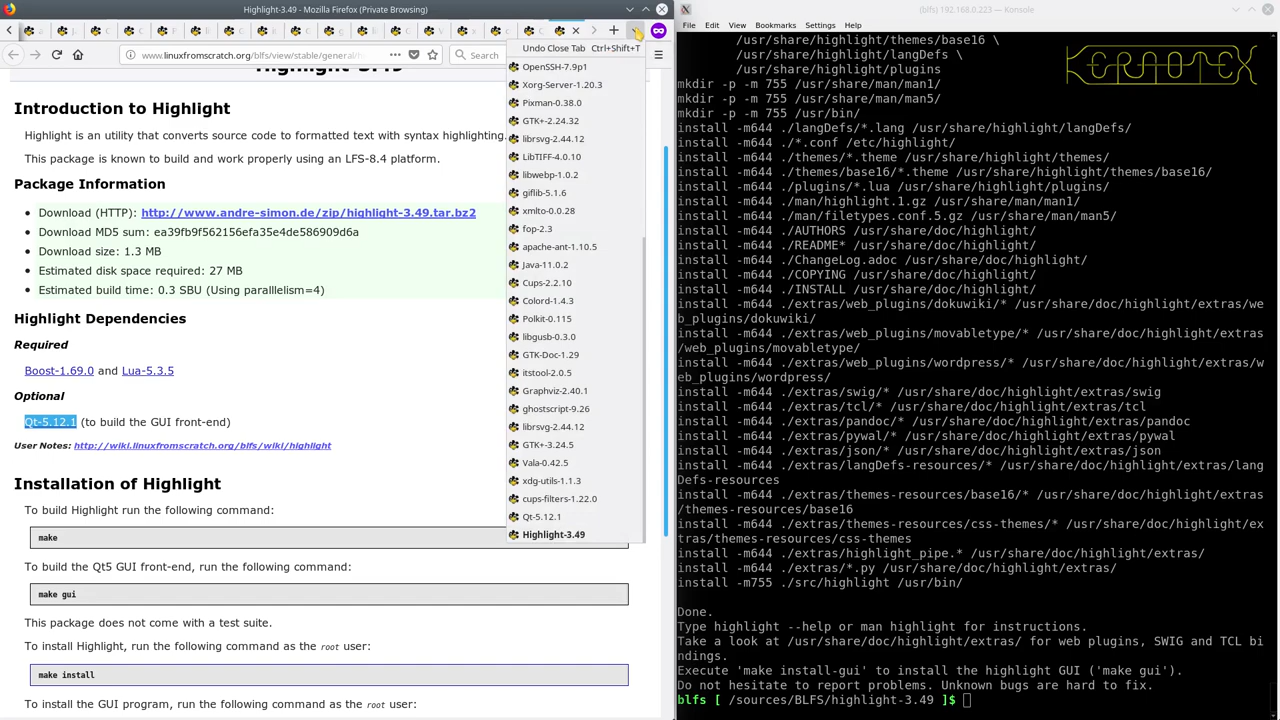 Highlight-3.49 - Mozilla Firefox (Private Browsing)
www.linuxfromscratch.org/blfs/view/stable/general/
Search
Highlight-3.49
Introduction to Highlight
Highlight is an utility that converts source code to formatted text with syntax highlighting.
This package is known to build and work properly using an LFS-8.4 platform.
Package Information
Download (HTTP): http://www.andre-simon.de/zip/highlight-3.49.tar.bz2
Download MD5 sum: ea39fb9f562156efa35e4de586909d6a
Download size: 1.3 MB
Estimated disk space required: 27 MB
Estimated build time: 0.3 SBU (Using paralllelism=4)
Highlight Dependencies
Required
Boost-1.69.0 and Lua-5.3.5
Optional
Qt-5.12.1 (to build the GUI front-end)
User Notes: http://wiki.linuxfromscratch.org/blfs/wiki/highlight
Installation of Highlight
To build Highlight run the following command:
make
To build the Qt5 GUI front-end, run the following command:
make gui
This package does not come with a test suite.
To install Highlight, run the following command as the root user:
make install
To install the GUI program, run the following command as the root user:
Undo Close Tab Ctrl+Shift+T
OpenSSH-7.9p1
Xorg-Server-1.20.3
Pixman-0.38.0
GTK+-2.24.32
librsvg-2.44.12
LibTIFF-4.0.10
libwebp-1.0.2
giflib-5.1.6
xmlto-0.0.28
fop-2.3
apache-ant-1.10.5
Java-11.0.2
Cups-2.2.10
Colord-1.4.3
Polkit-0.115
libgusb-0.3.0
GTK-Doc-1.29
itstool-2.0.5
Graphviz-2.40.1
ghostscript-9.26
librsvg-2.44.12
GTK+-3.24.5
Vala-0.42.5
xdg-utils-1.1.3
cups-filters-1.22.0
Qt-5.12.1
Highlight-3.49
(blfs) 192.168.0.223 — Konsole
File Edit View Bookmarks Settings Help
KERNOTEX
/usr/share/highlight/themes/base16 \
/usr/share/highlight/langDefs \
/usr/share/highlight/plugins
mkdir -p -m 755 /usr/share/man/man1/
mkdir -p -m 755 /usr/share/man/man5/
mkdir -p -m 755 /usr/bin/
install -m644 ./langDefs/*.lang /usr/share/highlight/langDefs/
install -m644 ./*.conf /etc/highlight/
install -m644 ./themes/*.theme /usr/share/highlight/themes/
install -m644 ./themes/base16/*.theme /usr/share/highlight/themes/base16/
install -m644 ./plugins/*.lua /usr/share/highlight/plugins/
install -m644 ./man/highlight.1.gz /usr/share/man/man1/
install -m644 ./man/filetypes.conf.5.gz /usr/share/man/man5/
install -m644 ./AUTHORS /usr/share/doc/highlight/
install -m644 ./README* /usr/share/doc/highlight/
install -m644 ./ChangeLog.adoc /usr/share/doc/highlight/
install -m644 ./COPYING /usr/share/doc/highlight/
install -m644 ./INSTALL /usr/share/doc/highlight/
install -m644 ./extras/web_plugins/dokuwiki/* /usr/share/doc/highlight/extras/we
b_plugins/dokuwiki/
install -m644 ./extras/web_plugins/movabletype/* /usr/share/doc/highlight/extras
/web_plugins/movabletype/
install -m644 ./extras/web_plugins/wordpress/* /usr/share/doc/highlight/extras/w
eb_plugins/wordpress/
install -m644 ./extras/swig/* /usr/share/doc/highlight/extras/swig
install -m644 ./extras/tcl/* /usr/share/doc/highlight/extras/tcl
install -m644 ./extras/pandoc/* /usr/share/doc/highlight/extras/pandoc
install -m644 ./extras/pywal/* /usr/share/doc/highlight/extras/pywal
install -m644 ./extras/json/* /usr/share/doc/highlight/extras/json
install -m644 ./extras/langDefs-resources/* /usr/share/doc/highlight/extras/lang
Defs-resources
install -m644 ./extras/themes-resources/base16/* /usr/share/doc/highlight/extras
/themes-resources/base16
install -m644 ./extras/themes-resources/css-themes/* /usr/share/doc/highlight/ex
tras/themes-resources/css-themes
install -m644 ./extras/highlight_pipe.* /usr/share/doc/highlight/extras/
install -m644 ./extras/*.py /usr/share/doc/highlight/extras/
install -m755 ./src/highlight /usr/bin/
Done.
Type highlight --help or man highlight for instructions.
Take a look at /usr/share/doc/highlight/extras/ for web plugins, SWIG and TCL bi
ndings.
Execute 'make install-gui' to install the highlight GUI ('make gui').
Do not hesitate to report problems. Unknown bugs are hard to fix.
blfs [ /sources/BLFS/highlight-3.49 ]$